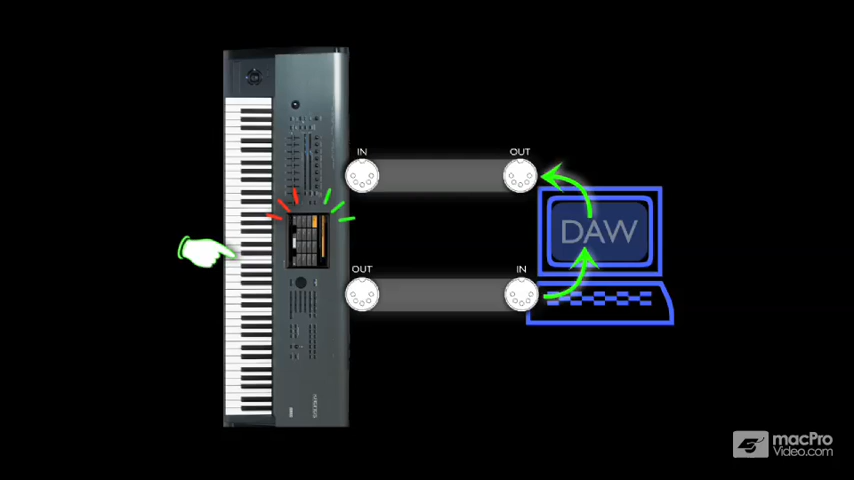 IN
OUT
DAW
OUT
IN
macPro
Video.com